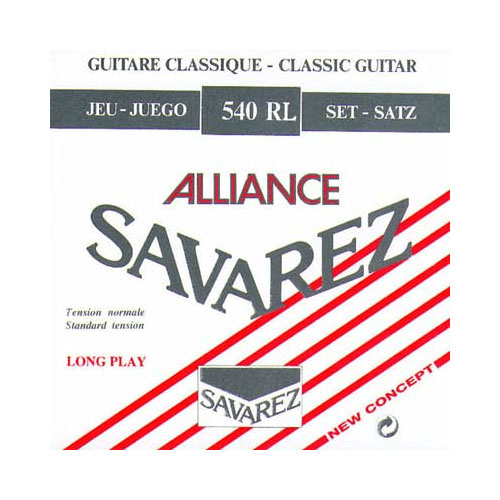 GUITARE CLASSIQUE - CLASSIC GUITAR
JEU - JUEGO 540 RL SET - SATZ
ALLIANCE
SAVAREZ
Tension normale
Standard tension
LONG PLAY
SAVAREZ
NEW CONCEPT